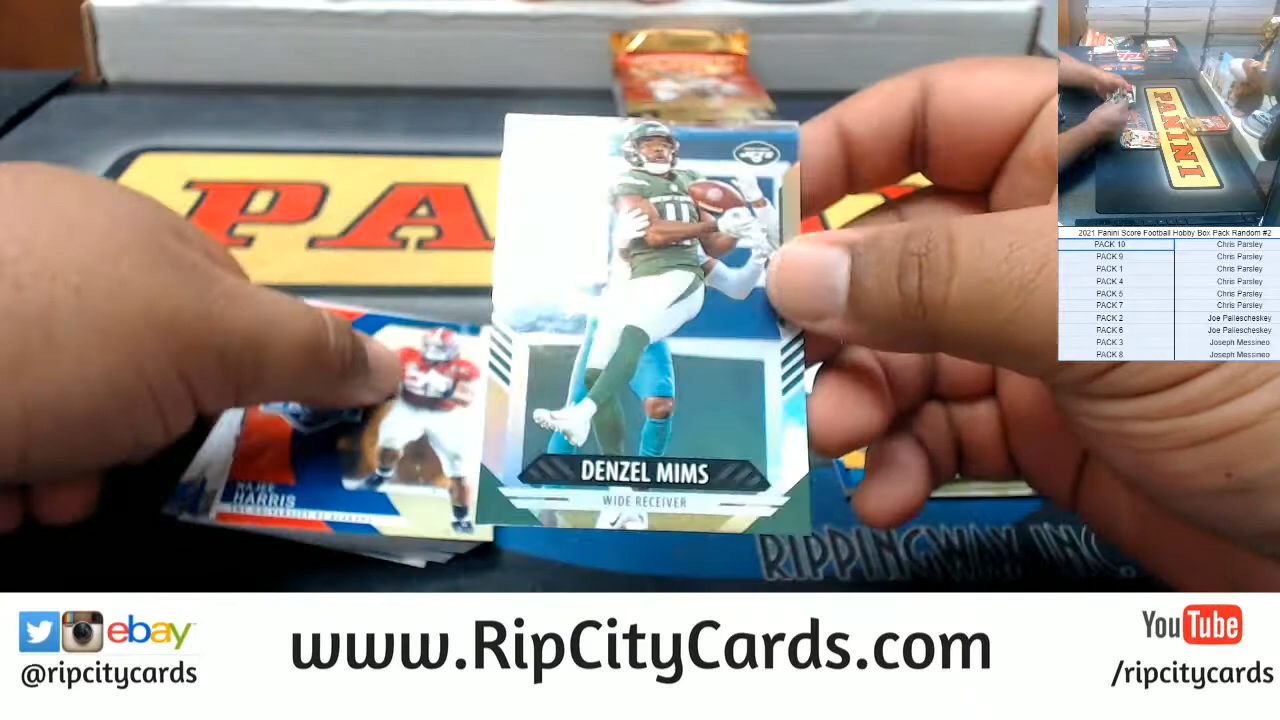 PANINI
PA
DENZEL MIMS
WIDE RECEIVER
HARRIS
RIPPINGWAY INC.
2021 Panini Score Football Hobby Box Pack Random #2
PACK 10 Chris Parsley
PACK 9 Chris Parsley
PACK 1 Chris Parsley
PACK 4 Chris Parsley
PACK 5 Chris Parsley
PACK 7 Chris Parsley
PACK 2 Joe Paliescheskey
PACK 6 Joe Paliescheskey
PACK 3 Joseph Messineo
PACK 8 Joseph Messineo
ebay
@ripcitycards
www.RipCityCards.com
YouTube
/ripcitycards